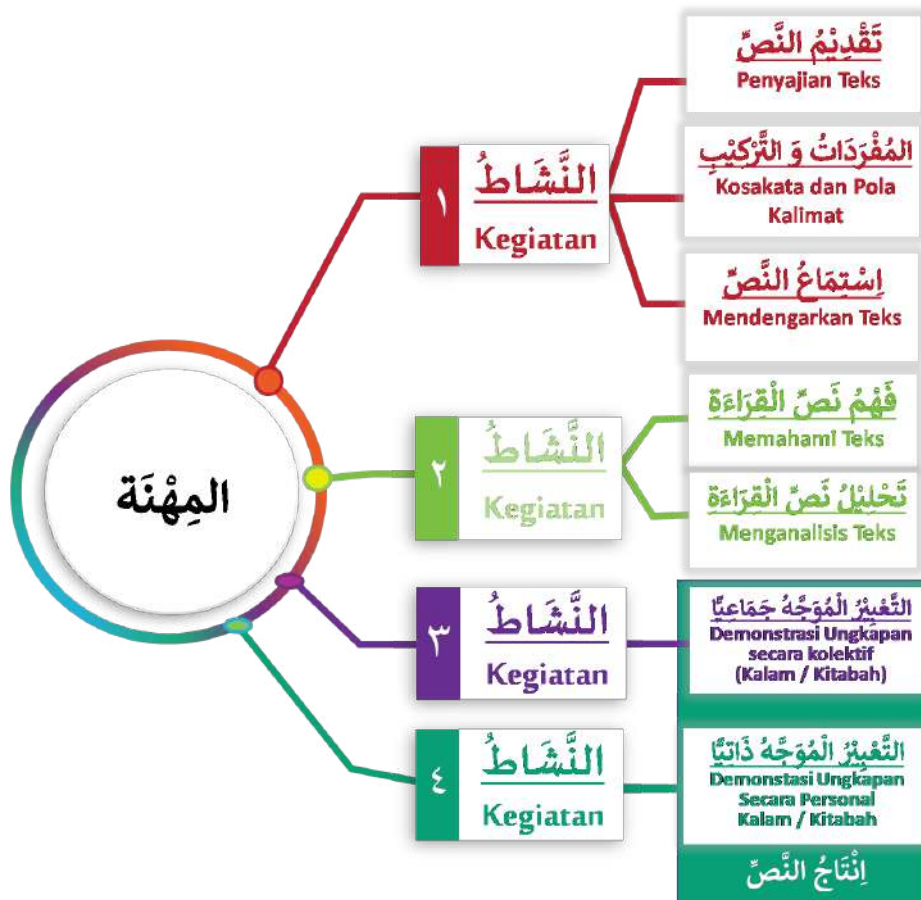 المِهْنَة
١
النَّشَاطُ
Kegiatan
تَقْدِيْمُ النَّصِّ
Penyajian Teks
المُفْرَدَاتُ وَ التَّرْكِيْبِ
Kosakata dan Pola
Kalimat
اِسْتِمَاعُ النَّصِّ
Mendengarkan Teks
٢
النَّشَاطُ
Kegiatan
فَهْمُ نَصِّ الْقِرَاءَةِ
Memahami Teks
تَحْلِيْلُ نَصِّ الْقِرَاءَةِ
Menganalisis Teks
٣
النَّشَاطُ
Kegiatan
التَّعْبِيْرُ الْمُوَجَّهُ جَمَاعِيًّا
Demonstrasi Ungkapan
secara kolektif
(Kalam / Kitabah)
٤
النَّشَاطُ
Kegiatan
التَّعْبِيْرُ الْمُوَجَّهُ ذَاتِيًّا
Demonstasi Ungkapan
Secara Personal
Kalam / Kitabah
اِنْتَاجُ النَّصِّ